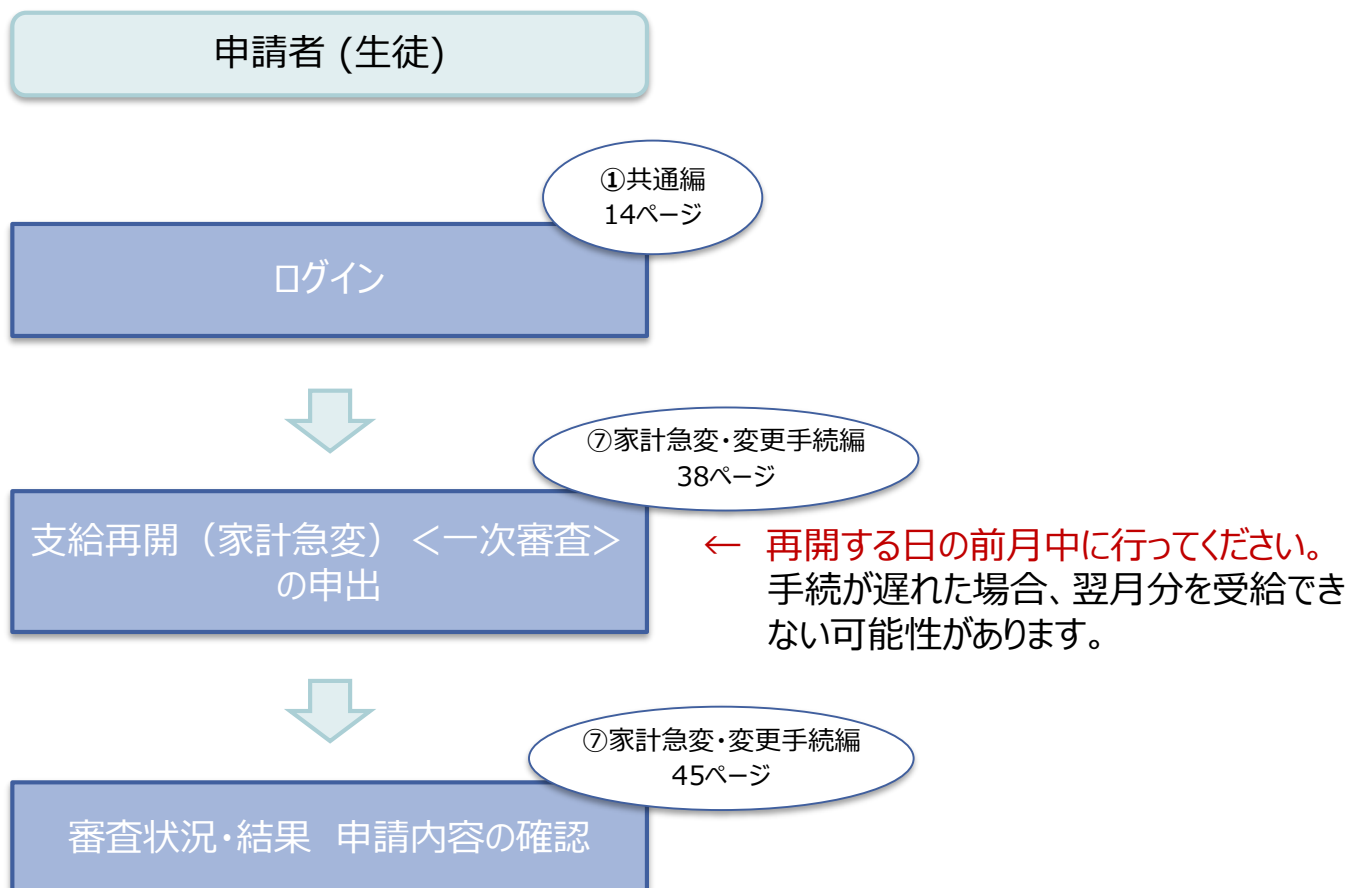 申請者 (生徒)
①共通編
14ページ
ログイン
⑦家計急変・変更手続編
38ページ
支給再開（家計急変）＜一次審査＞
の申出
← 再開する日の前月中に行ってください。
手続が遅れた場合、翌月分を受給でき
ない可能性があります。
⑦家計急変・変更手続編
45ページ
審査状況・結果　申請内容の確認